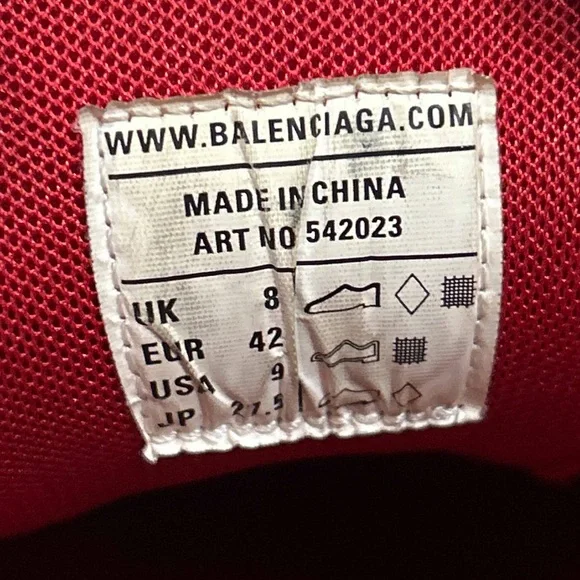 WWW.BALENCIAGA.COM
MADE IN CHINA
ART NO 542023
UK 8
EUR 42
USA 9
JP 27.5